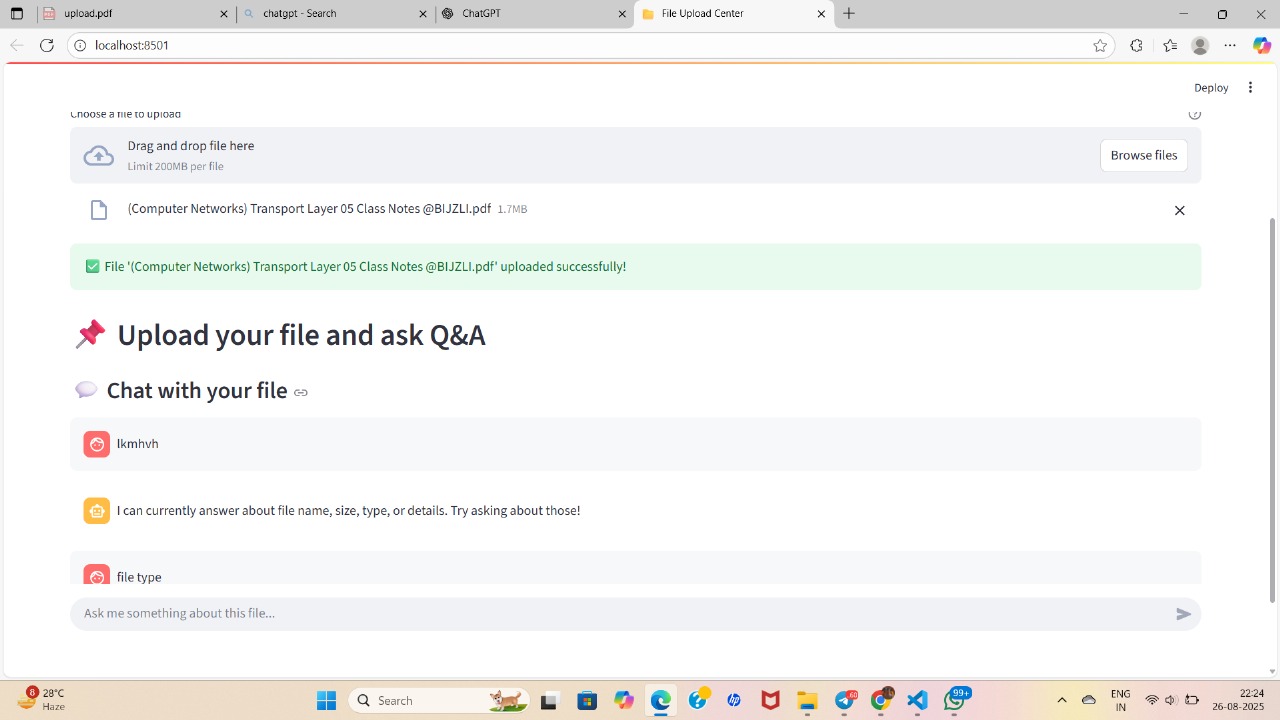 upload.pdf
chatgpt - Search
ChatGPT
File Upload Center
localhost:8501
Deploy
Choose a file to upload
Drag and drop file here
Limit 200MB per file
Browse files
(Computer Networks) Transport Layer 05 Class Notes @BIJZLI.pdf 1.7MB
File '(Computer Networks) Transport Layer 05 Class Notes @BIJZLI.pdf' uploaded successfully!
Upload your file and ask Q&A
Chat with your file
lkmhvh
I can currently answer about file name, size, type, or details. Try asking about those!
file type
Ask me something about this file...
8
28°C
Haze
Search
hp
60
99+
ENG
IN
22:24
26-08-2025